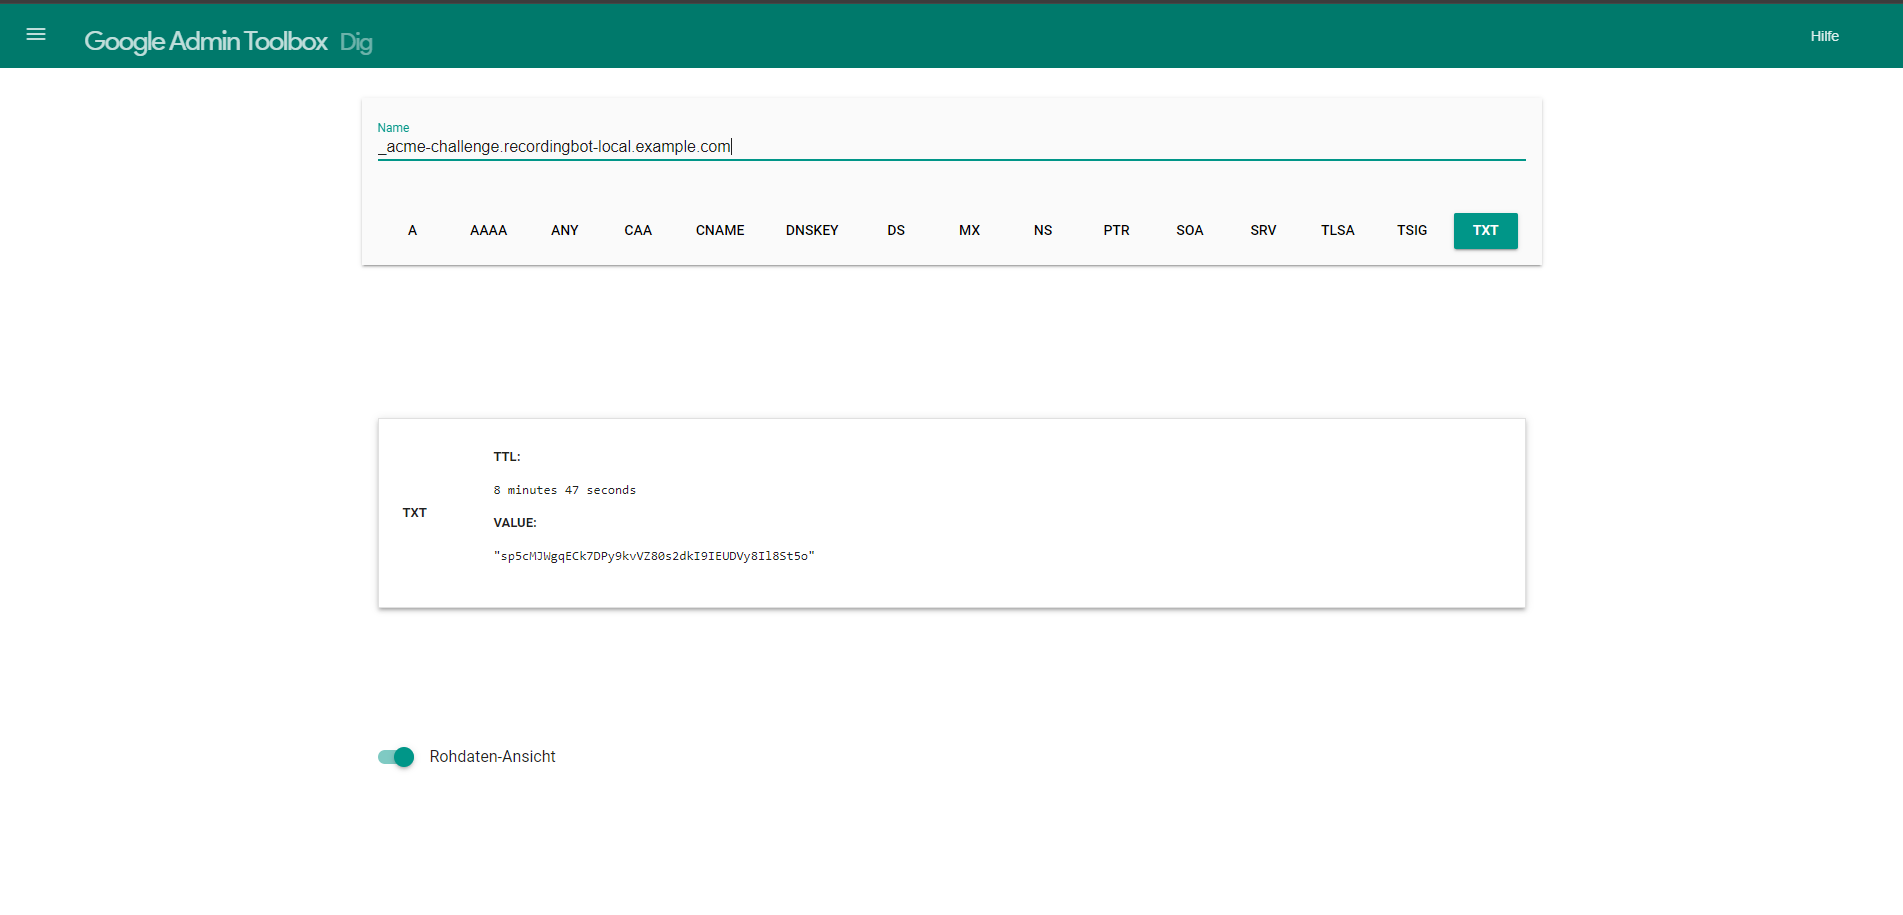 Google Admin Toolbox Dig
Hilfe
Name
_acme-challenge.recordingbot-local.example.com
A AAAA ANY CAA CNAME DNSKEY DS MX NS PTR SOA SRV TLSA TSIG TXT
TTL:
8 minutes 47 seconds
TXT
VALUE:
"sp5cMJWgqECk7DPy9kvVZ80s2dkI9IEUDVy8Il8St5o"
Rohdaten-Ansicht